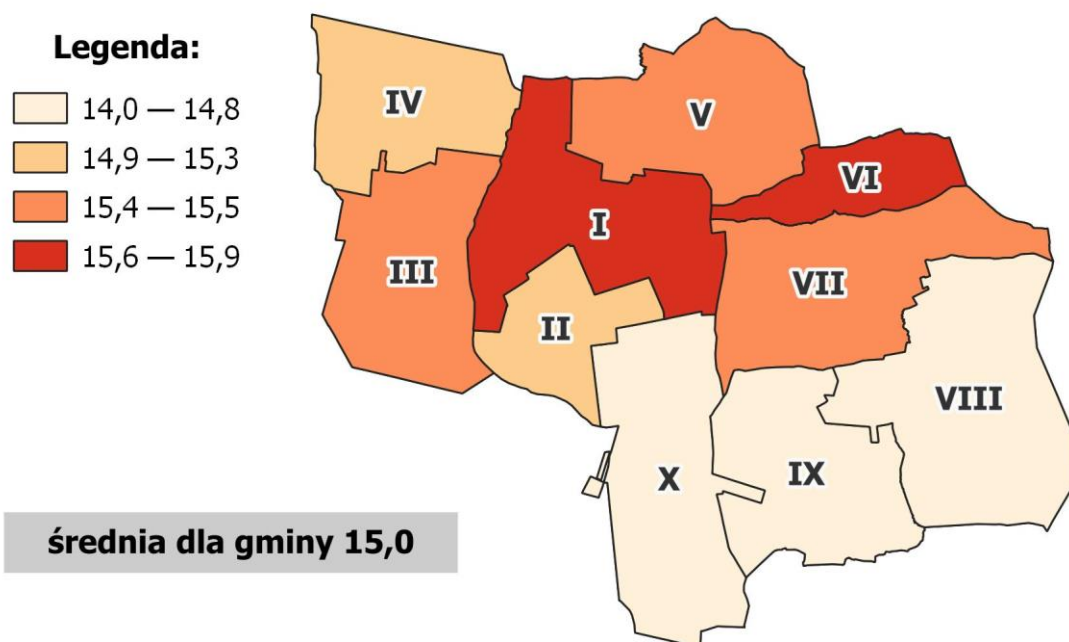 Legenda:
14,0 — 14,8
14,9 — 15,3
15,4 — 15,5
15,6 — 15,9
IV
V
VI
I
III
VII
II
VIII
IX
X
średnia dla gminy 15,0